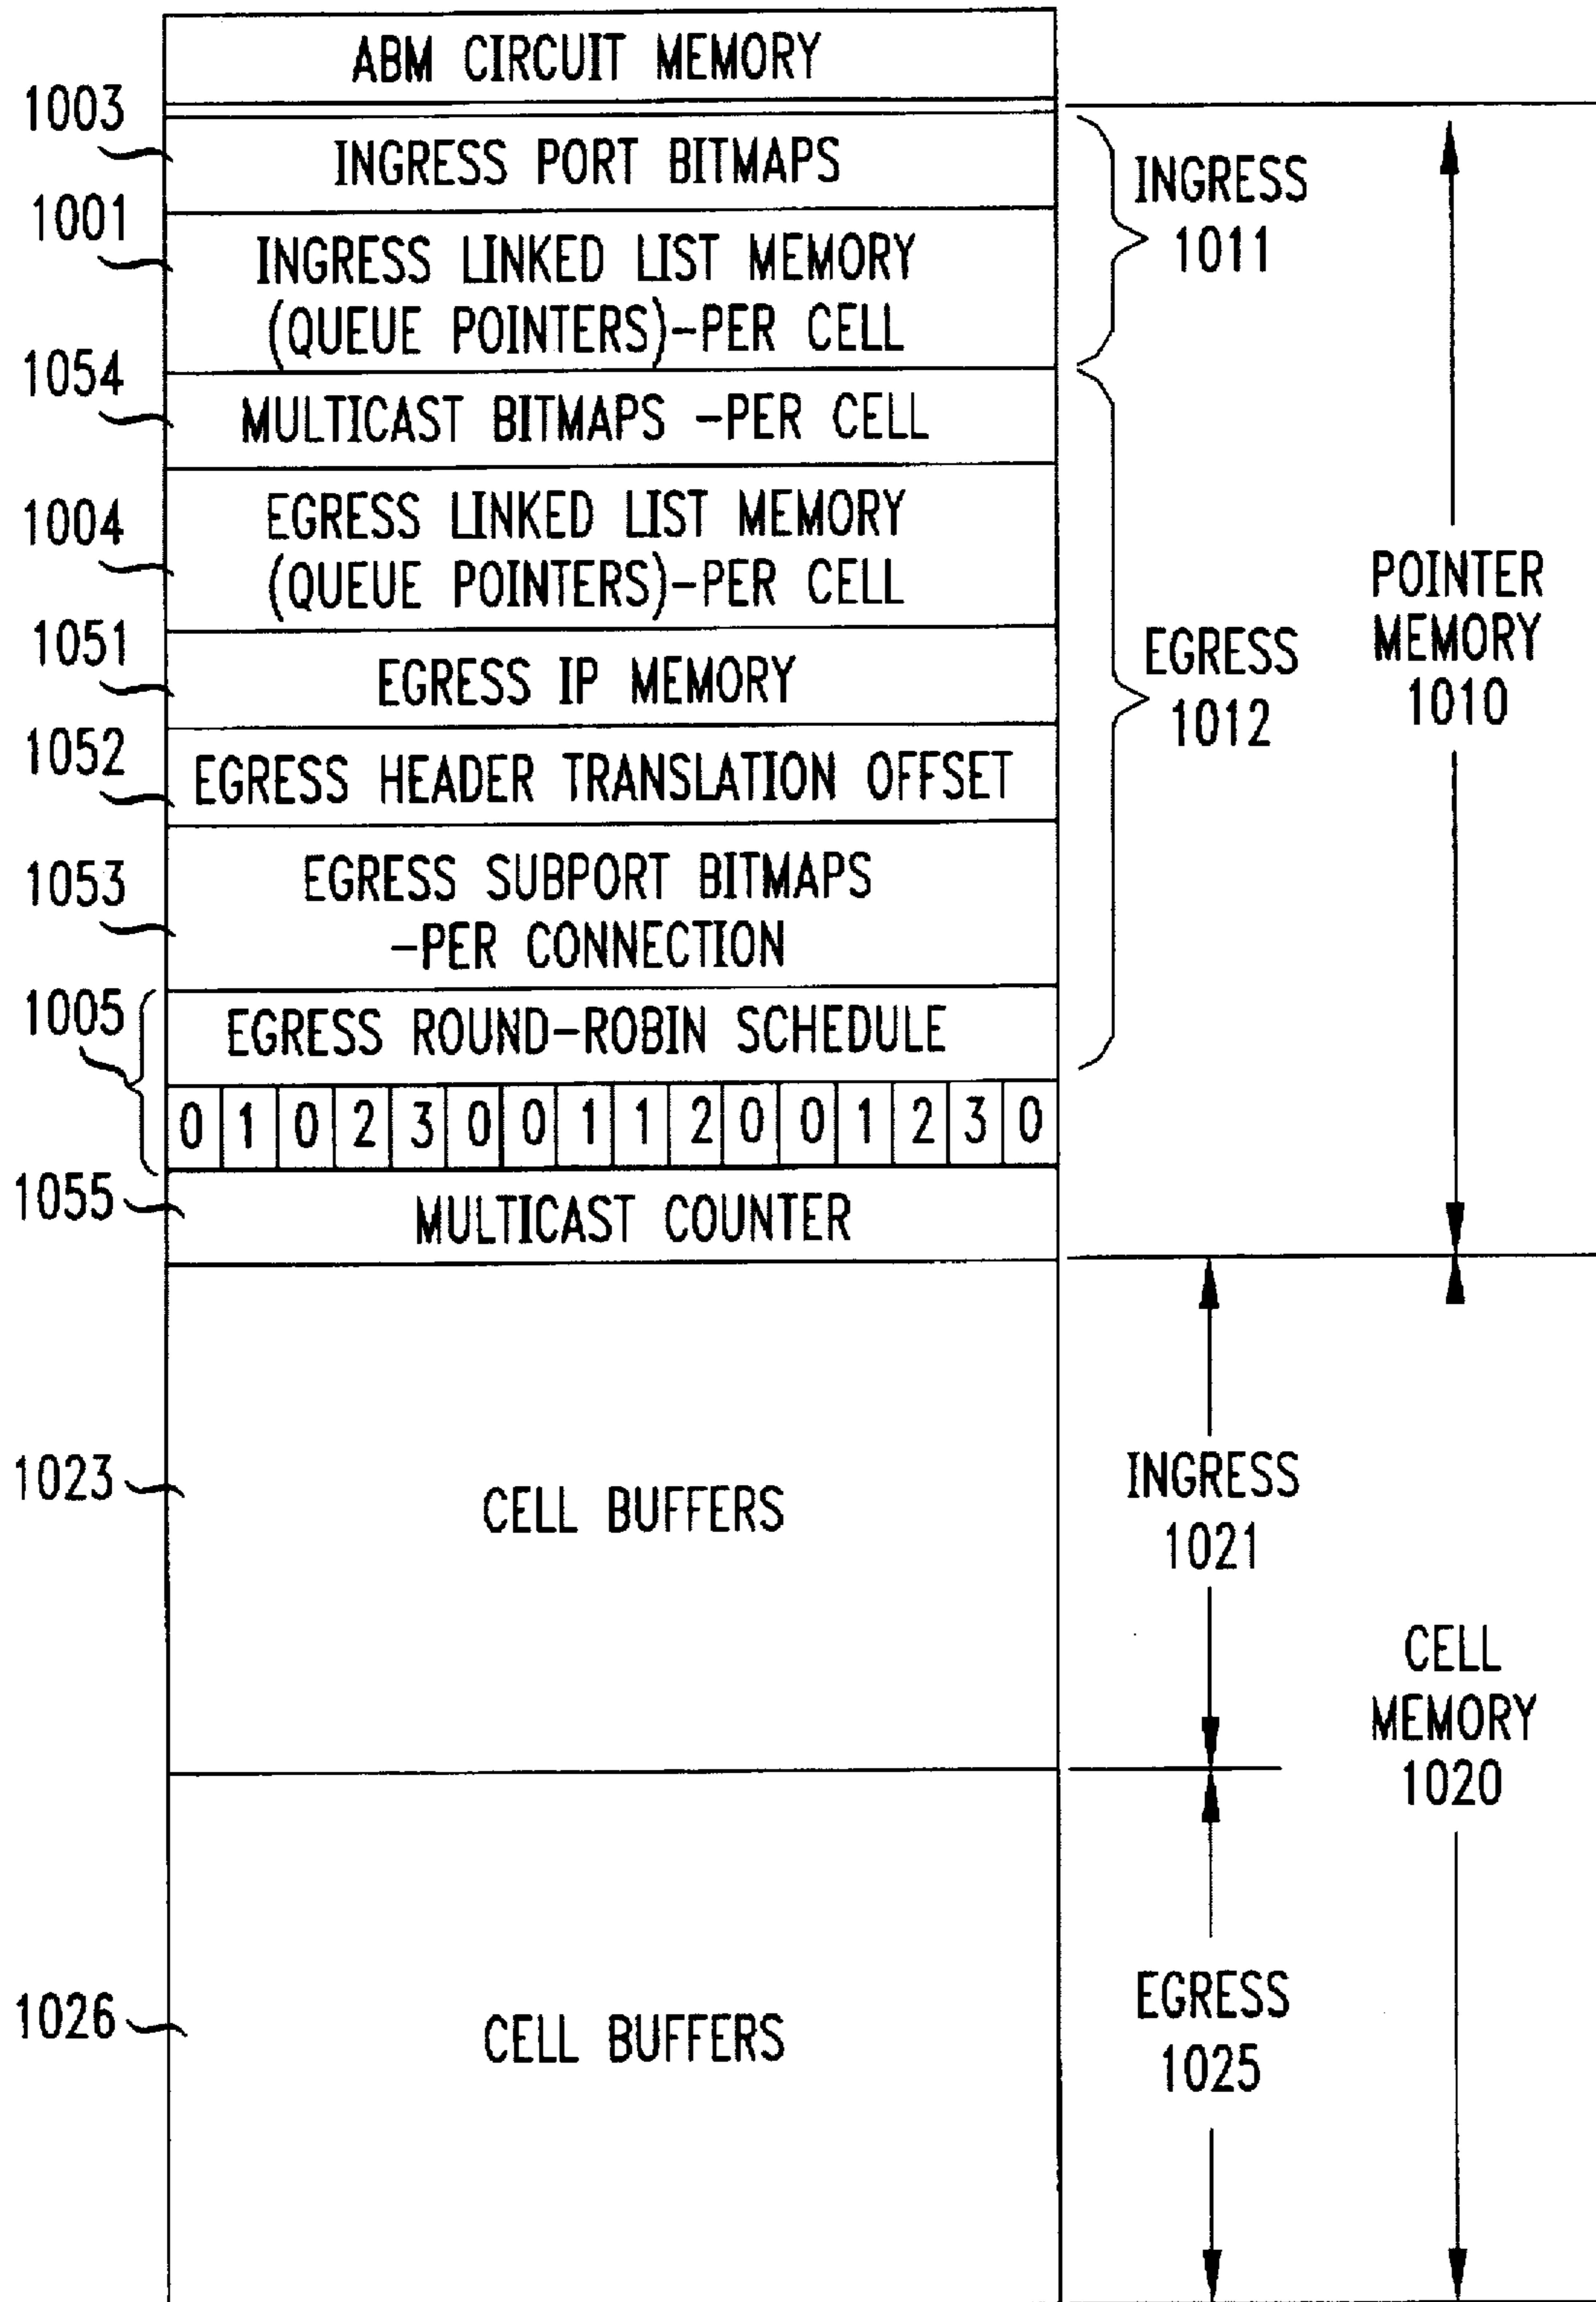 ABM CIRCUIT MEMORY
1003
INGRESS PORT BITMAPS
1001
INGRESS LINKED LIST MEMORY
(QUEUE POINTERS)-PER CELL
INGRESS
1011
1054
MULTICAST BITMAPS -PER CELL
1004
EGRESS LINKED LIST MEMORY
(QUEUE POINTERS)-PER CELL
1051
EGRESS IP MEMORY
1052
EGRESS HEADER TRANSLATION OFFSET
1053
EGRESS SUBPORT BITMAPS
-PER CONNECTION
1005
EGRESS ROUND-ROBIN SCHEDULE
0 1 0 2 3 0 0 1 1 2 0 0 1 2 3 0
EGRESS
1012
1055
MULTICAST COUNTER
POINTER
MEMORY
1010
1023
CELL BUFFERS
INGRESS
1021
1026
CELL BUFFERS
EGRESS
1025
CELL
MEMORY
1020